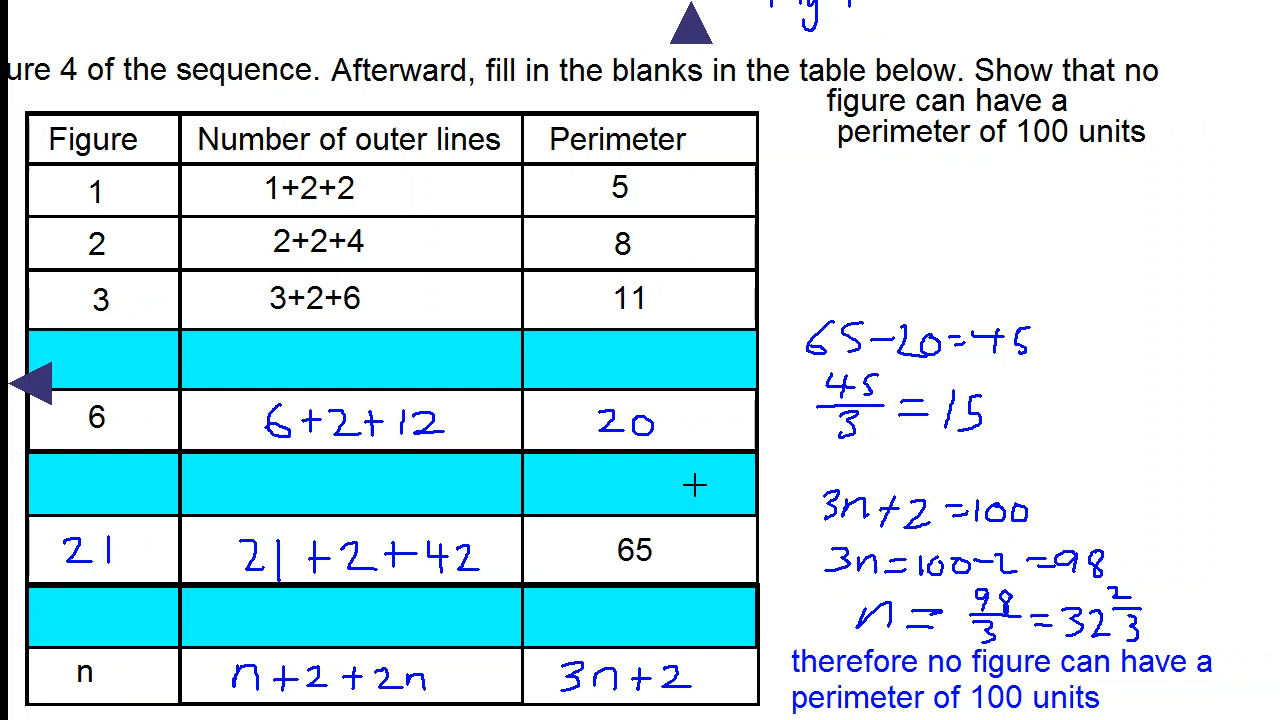 Fig
ure 4 of the sequence. Afterward, fill in the blanks in the table below. Show that no
figure can have a
perimeter of 100 units
Figure Number of outer lines Perimeter
1 1+2+2 5
2 2+2+4 8
3 3+2+6 11
6 6+2+12 20
21 21+2+42 65
n n+2+2n 3n+2
65-20=45
45/3 = 15
3n+2=100
3n=100-2=98
n = 98/3 = 32 2/3
therefore no figure can have a
perimeter of 100 units